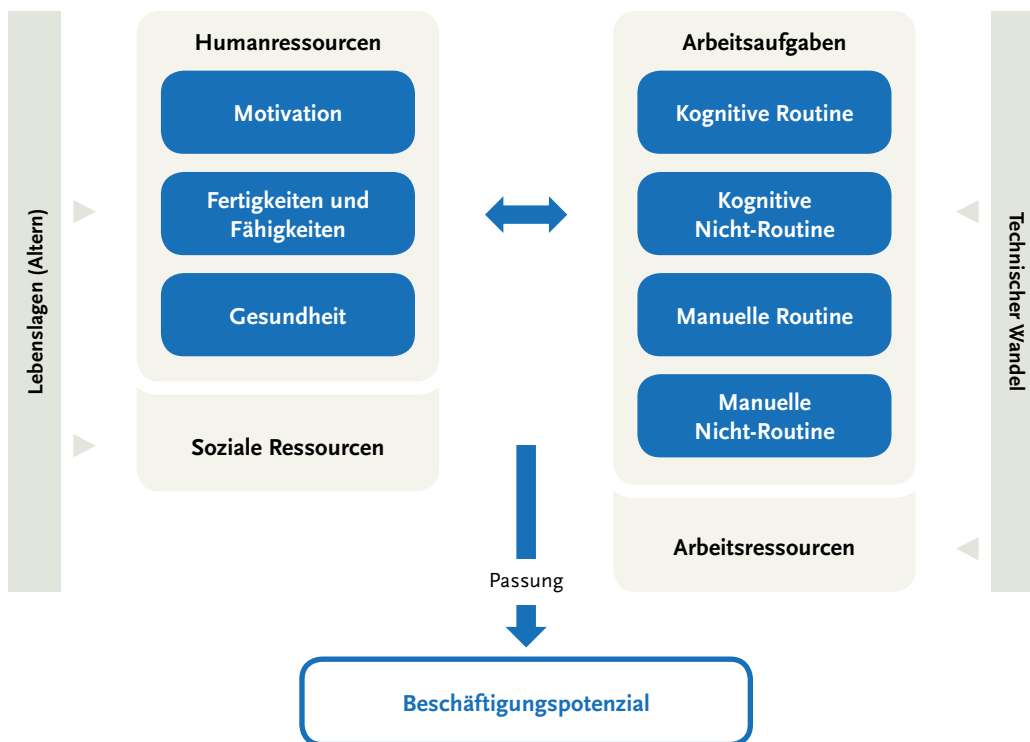 Lebenslagen (Altern)
Humanressourcen
Motivation
Fertigkeiten und
Fähigkeiten
Gesundheit
Soziale Ressourcen
Arbeitsaufgaben
Kognitive Routine
Kognitive
Nicht-Routine
Manuelle Routine
Manuelle
Nicht-Routine
Arbeitsressourcen
Technischer Wandel
Passung
Beschäftigungspotenzial